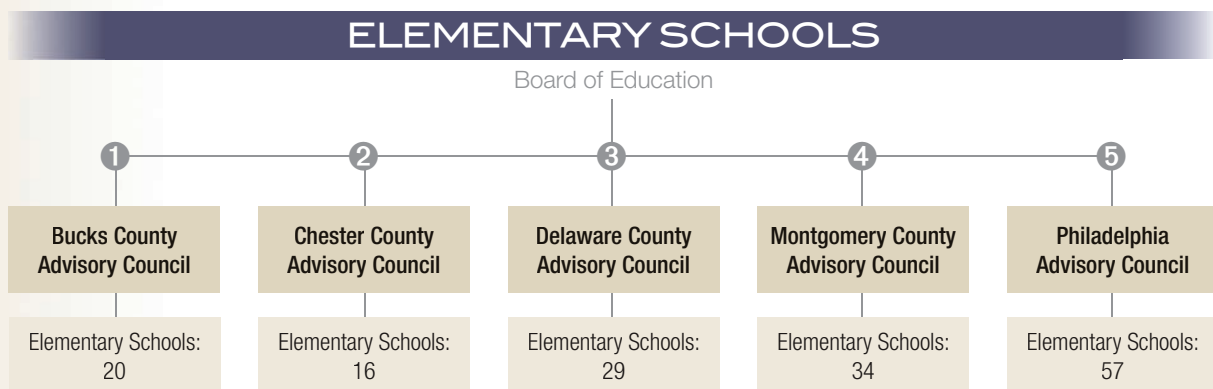 ELEMENTARY SCHOOLS
Board of Education
1
2
3
4
5
Bucks County
Advisory Council
Chester County
Advisory Council
Delaware County
Advisory Council
Montgomery County
Advisory Council
Philadelphia
Advisory Council
Elementary Schools:
20
Elementary Schools:
16
Elementary Schools:
29
Elementary Schools:
34
Elementary Schools:
57